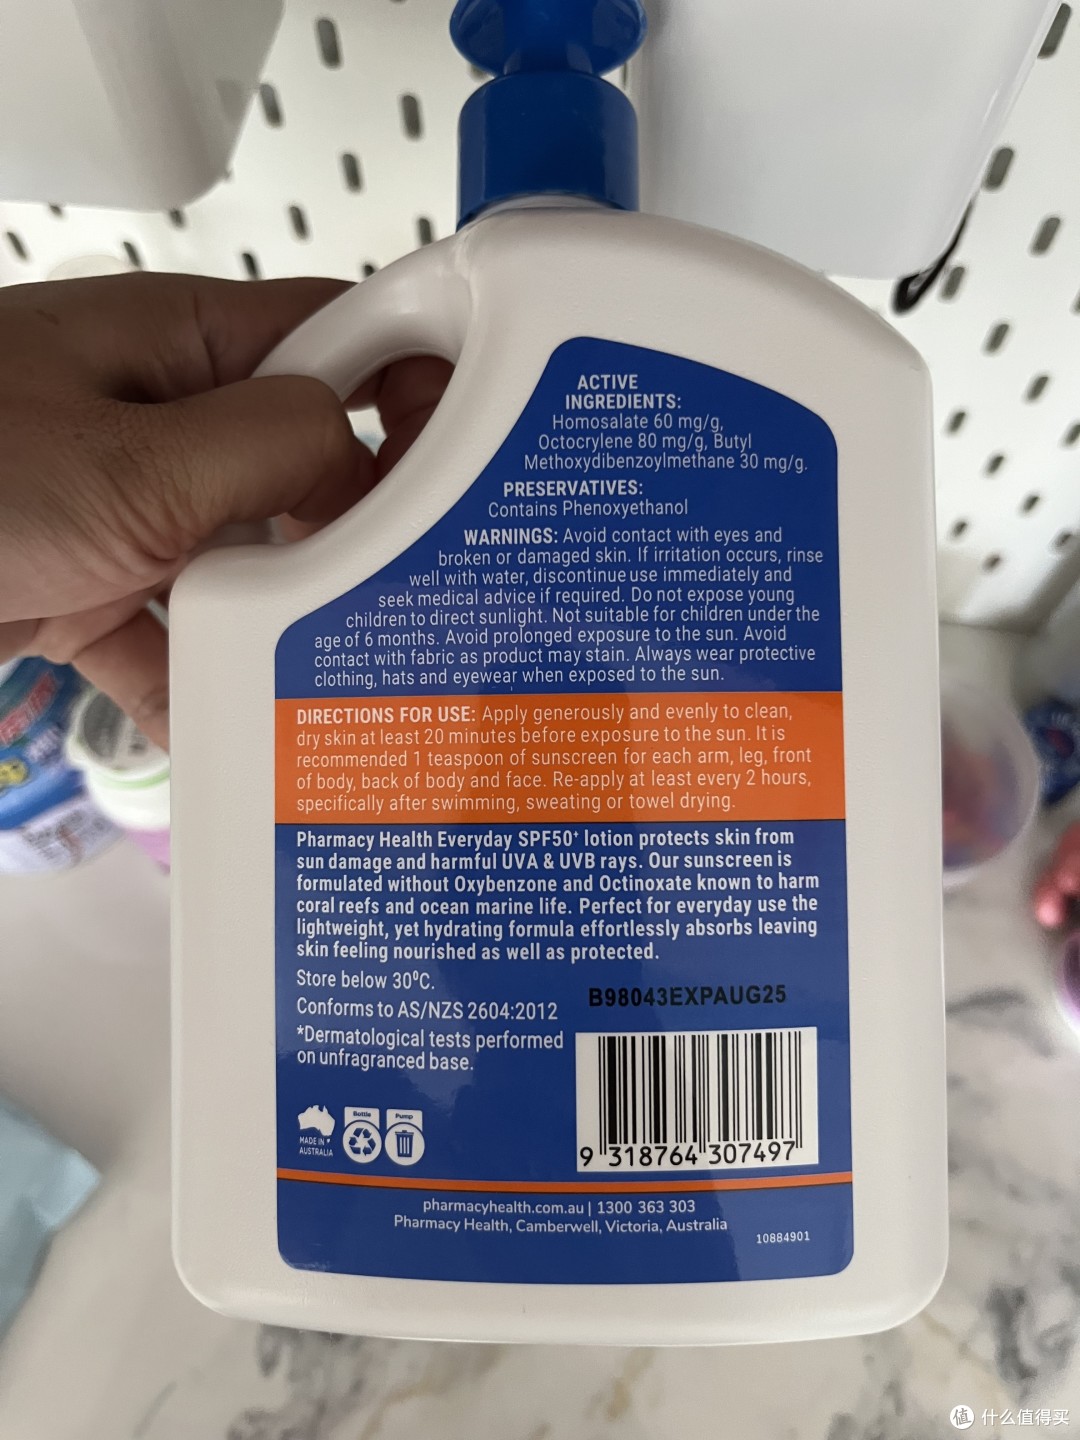 ACTIVE
INGREDIENTS:
Homosalate 60 mg/g,
Octocrylene 80 mg/g, Butyl
Methoxydibenzoylmethane 30 mg/g.
PRESERVATIVES:
Contains Phenoxyethanol
WARNINGS: Avoid contact with eyes and
broken or damaged skin. If irritation occurs, rinse
well with water, discontinue use immediately and
seek medical advice if required. Do not expose young
children to direct sunlight. Not suitable for children under the
age of 6 months. Avoid prolonged exposure to the sun. Avoid
contact with fabric as product may stain. Always wear protective
clothing, hats and eyewear when exposed to the sun.
DIRECTIONS FOR USE: Apply generously and evenly to clean,
dry skin at least 20 minutes before exposure to the sun. It is
recommended 1 teaspoon of sunscreen for each arm, leg, front
of body, back of body and face. Re-apply at least every 2 hours,
specifically after swimming, sweating or towel drying.
Pharmacy Health Everyday SPF50+ lotion protects skin from
sun damage and harmful UVA & UVB rays. Our sunscreen is
formulated without Oxybenzone and Octinoxate known to harm
coral reefs and ocean marine life. Perfect for everyday use the
lightweight, yet hydrating formula effortlessly absorbs leaving
skin feeling nourished as well as protected.
Store below 30°C.
Conforms to AS/NZS 2604:2012
*Dermatological tests performed
on unfragranced base.
B98043EXPAUG25
MADE IN
AUSTRALIA
Bottle
Pump
9 318764 307497
pharmacyhealth.com.au | 1300 363 303
Pharmacy Health, Camberwell, Victoria, Australia
10884901
值 什么值得买